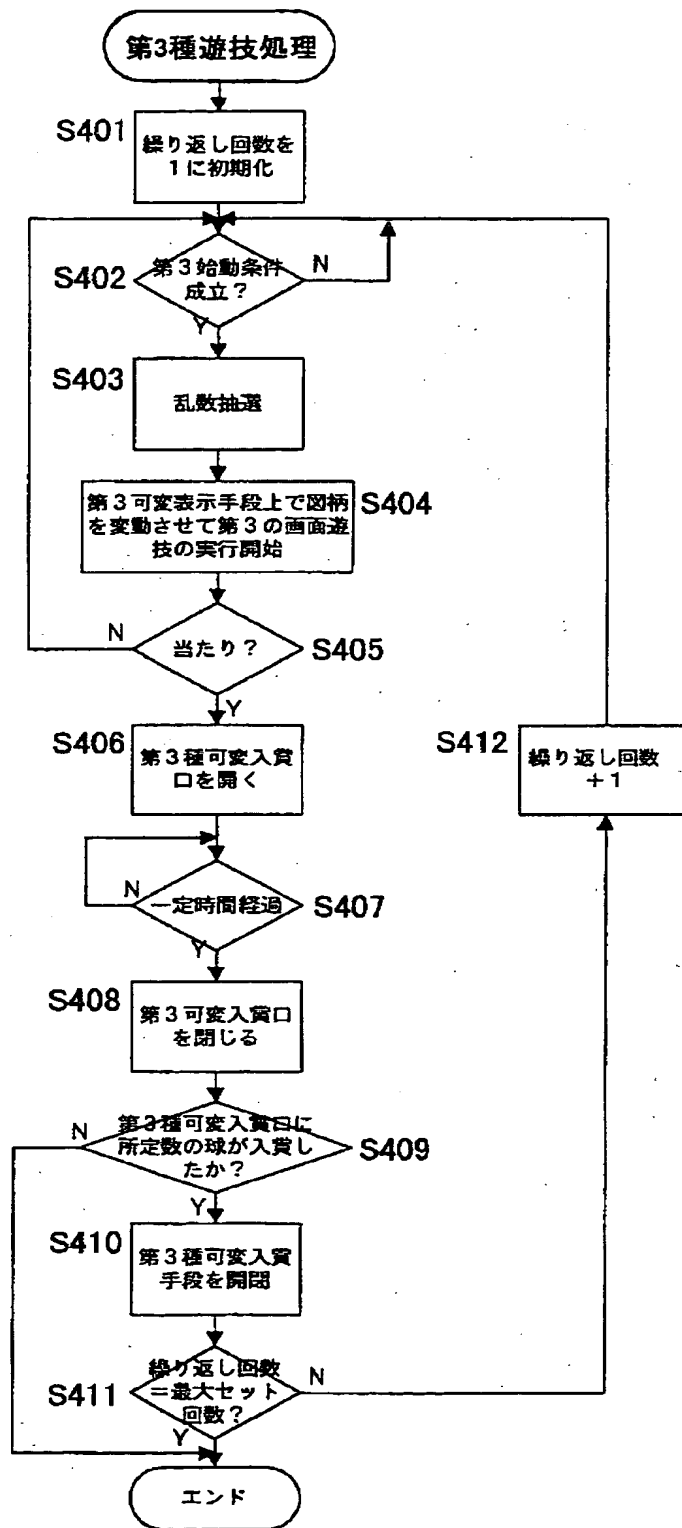 第3種遊技処理
S401
繰り返し回数を
1に初期化
S402
第3始動条件
成立?
N
Y
S403
乱数抽選
第3可変表示手段上で図柄
を変動させて第3の画面遊
技の実行開始
S404
N
当たり?
S405
Y
S406
第3種可変入賞
口を開く
S412
繰り返し回数
+1
N
一定時間経過
S407
Y
S408
第3可変入賞口
を閉じる
N
第3種可変入賞口に
所定数の球が入賞し
たか?
S409
Y
S410
第3種可変入賞
手段を開閉
S411
繰り返し回数
=最大セット
回数?
N
Y
エンド